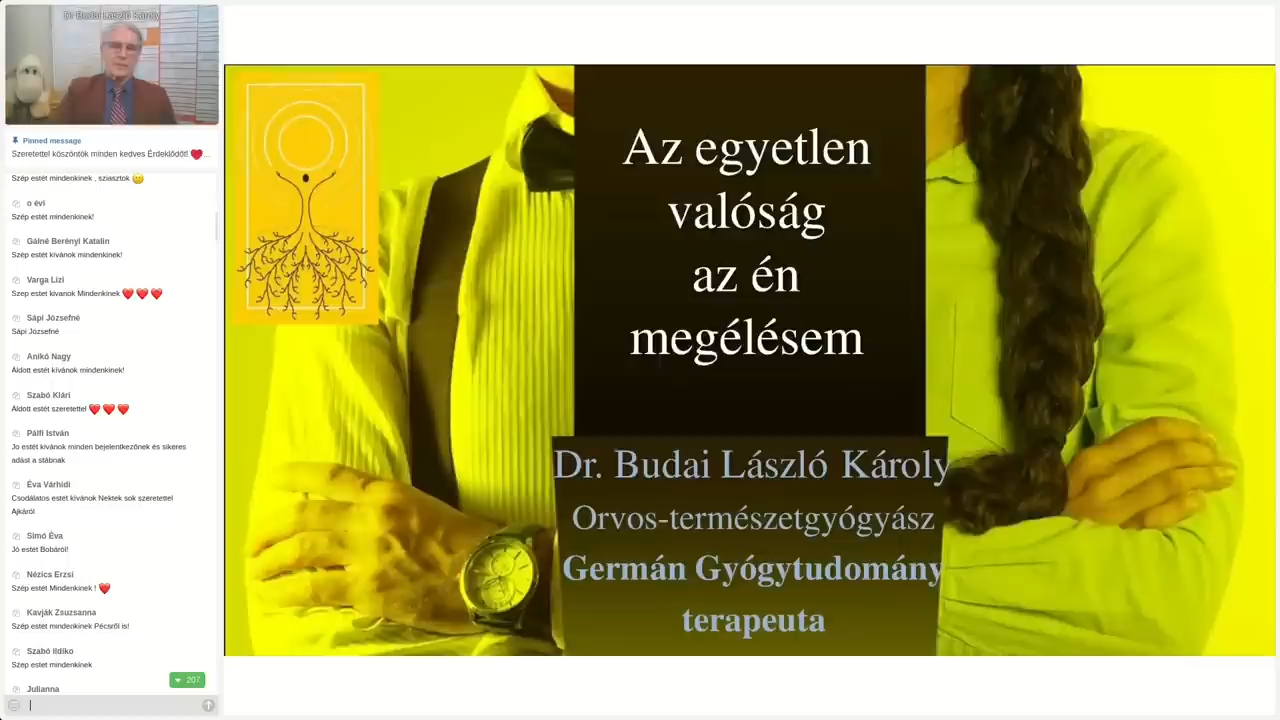 Dr Budai László Károly
Pinned message
Szeretettel köszöntök minden kedves Érdeklődőt! ...
Szép estét mindenkinek , sziasztok
o évi
Szép estét mindenkinek!
Gálné Berényi Katalin
Szép estét kívánok mindenkinek!
Varga Lizi
Szep estet kivanok Mindenkinek
Sápi Józsefné
Sápi Józsefné
Anikó Nagy
Áldott estét kívánok mindenkinek!
Szabó Klári
Áldott estét szeretettel
Pálfi István
Jo estét kívánok minden bejelentkezőnek és sikeres
adást a stábnak
Éva Várhidi
Csodálatos estét kívánok Nektek sok szeretettel
Ajkáról
Simó Éva
Jó estét Bobáról!
Nézics Erzsi
Szép estét Mindenkinek !
Kavják Zsuzsanna
Szép estét mindenkinek Pécsről is!
Szabó ildiko
Szép estet mindenkinek
207
Julianna
Az egyetlen
valóság
az én
megélésem
Dr. Budai László Károly
Orvos-természetgyógyász
Germán Gyógytudomány
terapeuta